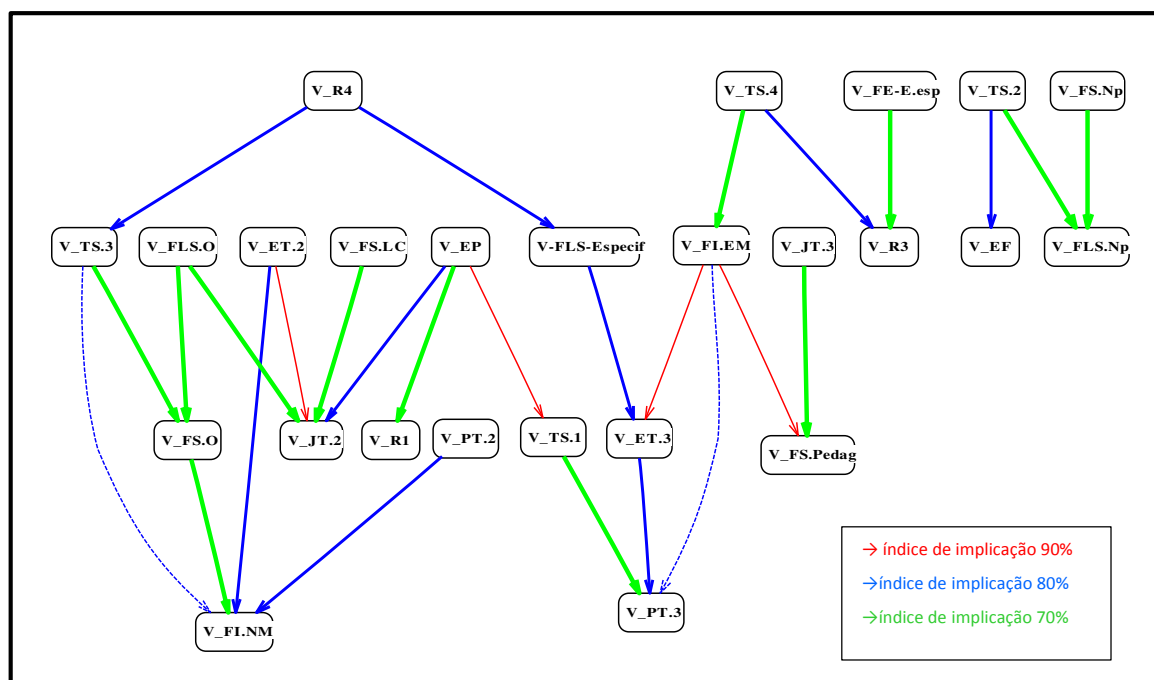 V_R4
V_TS.4
V_FE-E.esp
V_TS.2
V_FS.Np
V_TS.3
V_FLS.O
V_ET.2
V_FS.LC
V_EP
V-FLS-Especif
V_FI.EM
V_JT.3
V_R3
V_EF
V_FLS.Np
V_FS.O
V_JT.2
V_R1
V_PT.2
V_TS.1
V_ET.3
V_FS.Pedag
→ índice de implicação 90%
→índice de implicação 80%
→índice de implicação 70%
V_FI.NM
V_PT.3